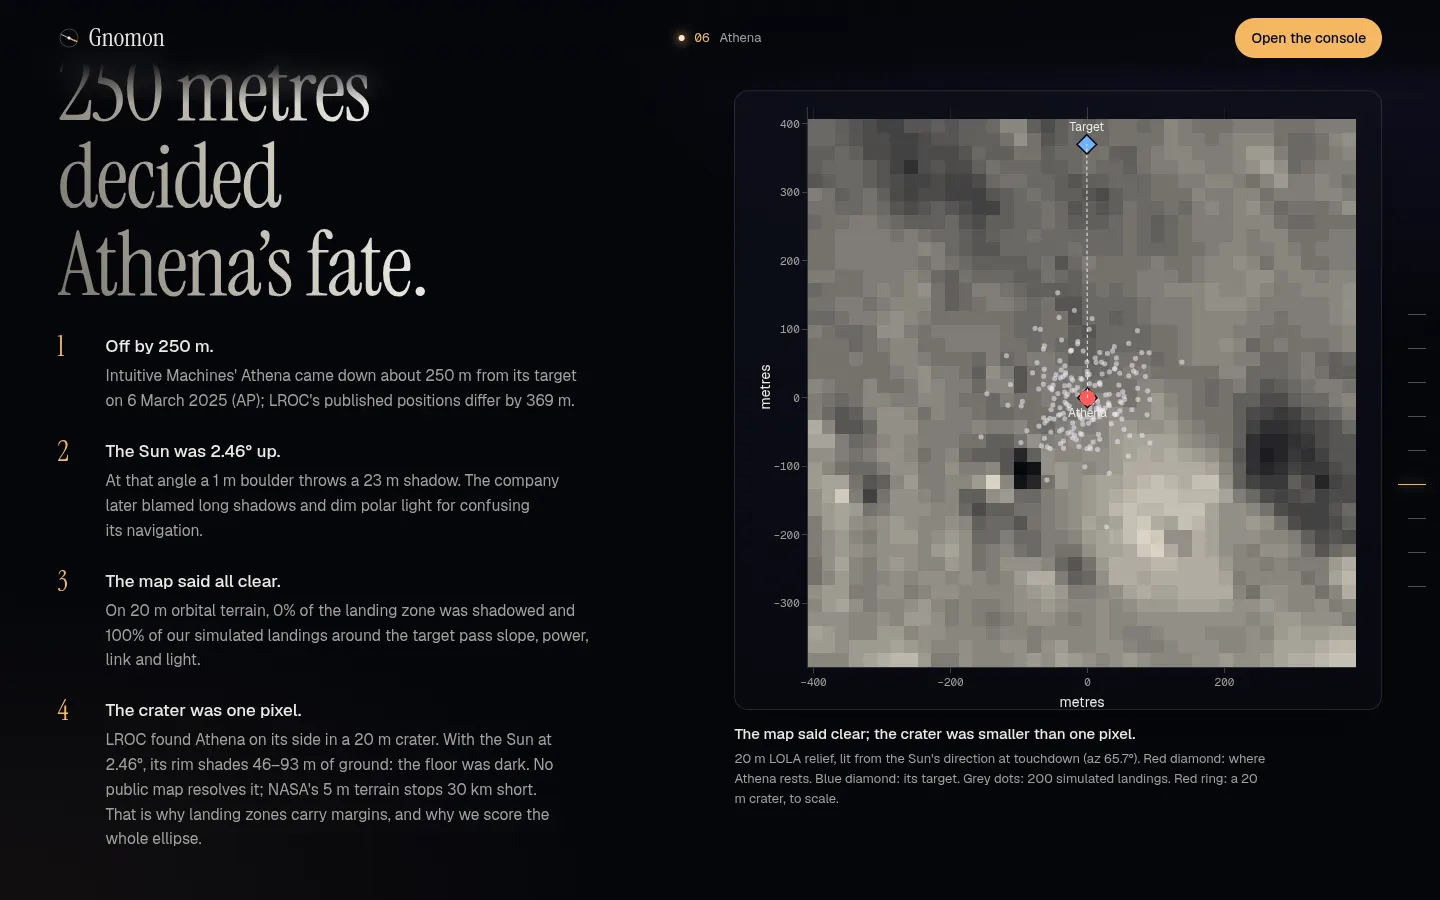 Gnomon
06 Athena
Open the console
250 metres
decided
Athena’s fate.
1
Off by 250 m.
Intuitive Machines' Athena came down about 250 m from its target
on 6 March 2025 (AP); LROC's published positions differ by 369 m.
2
The Sun was 2.46° up.
At that angle a 1 m boulder throws a 23 m shadow. The company
later blamed long shadows and dim polar light for confusing
its navigation.
3
The map said all clear.
On 20 m orbital terrain, 0% of the landing zone was shadowed and
100% of our simulated landings around the target pass slope, power,
link and light.
4
The crater was one pixel.
LROC found Athena on its side in a 20 m crater. With the Sun at
2.46°, its rim shades 46–93 m of ground: the floor was dark. No
public map resolves it; NASA's 5 m terrain stops 30 km short.
That is why landing zones carry margins, and why we score the
whole ellipse.
400
300
200
100
0
−100
−200
−300
metres
Target
Athena
−400
−200
0
200
metres
The map said clear; the crater was smaller than one pixel.
20 m LOLA relief, lit from the Sun's direction at touchdown (az 65.7°). Red diamond: where
Athena rests. Blue diamond: its target. Grey dots: 200 simulated landings. Red ring: a 20
m crater, to scale.